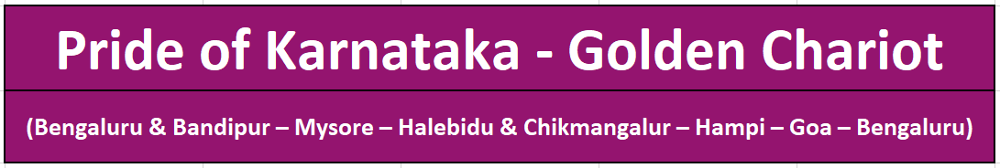 Pride of Karnataka - Golden Chariot
(Bengaluru & Bandipur – Mysore – Halebidu & Chikmangalur – Hampi – Goa – Bengaluru)